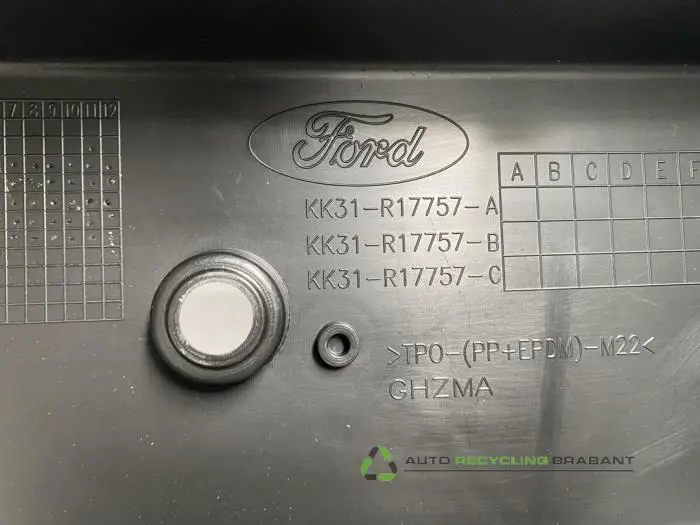 7 8 9 10 11 12
Ford
A B C D E F
KK31-R17757-A
KK31-R17757-B
KK31-R17757-C
>TPO-(PP+EPDM)-M22<
GHZMA
AUTO RECYCLING BRABANT